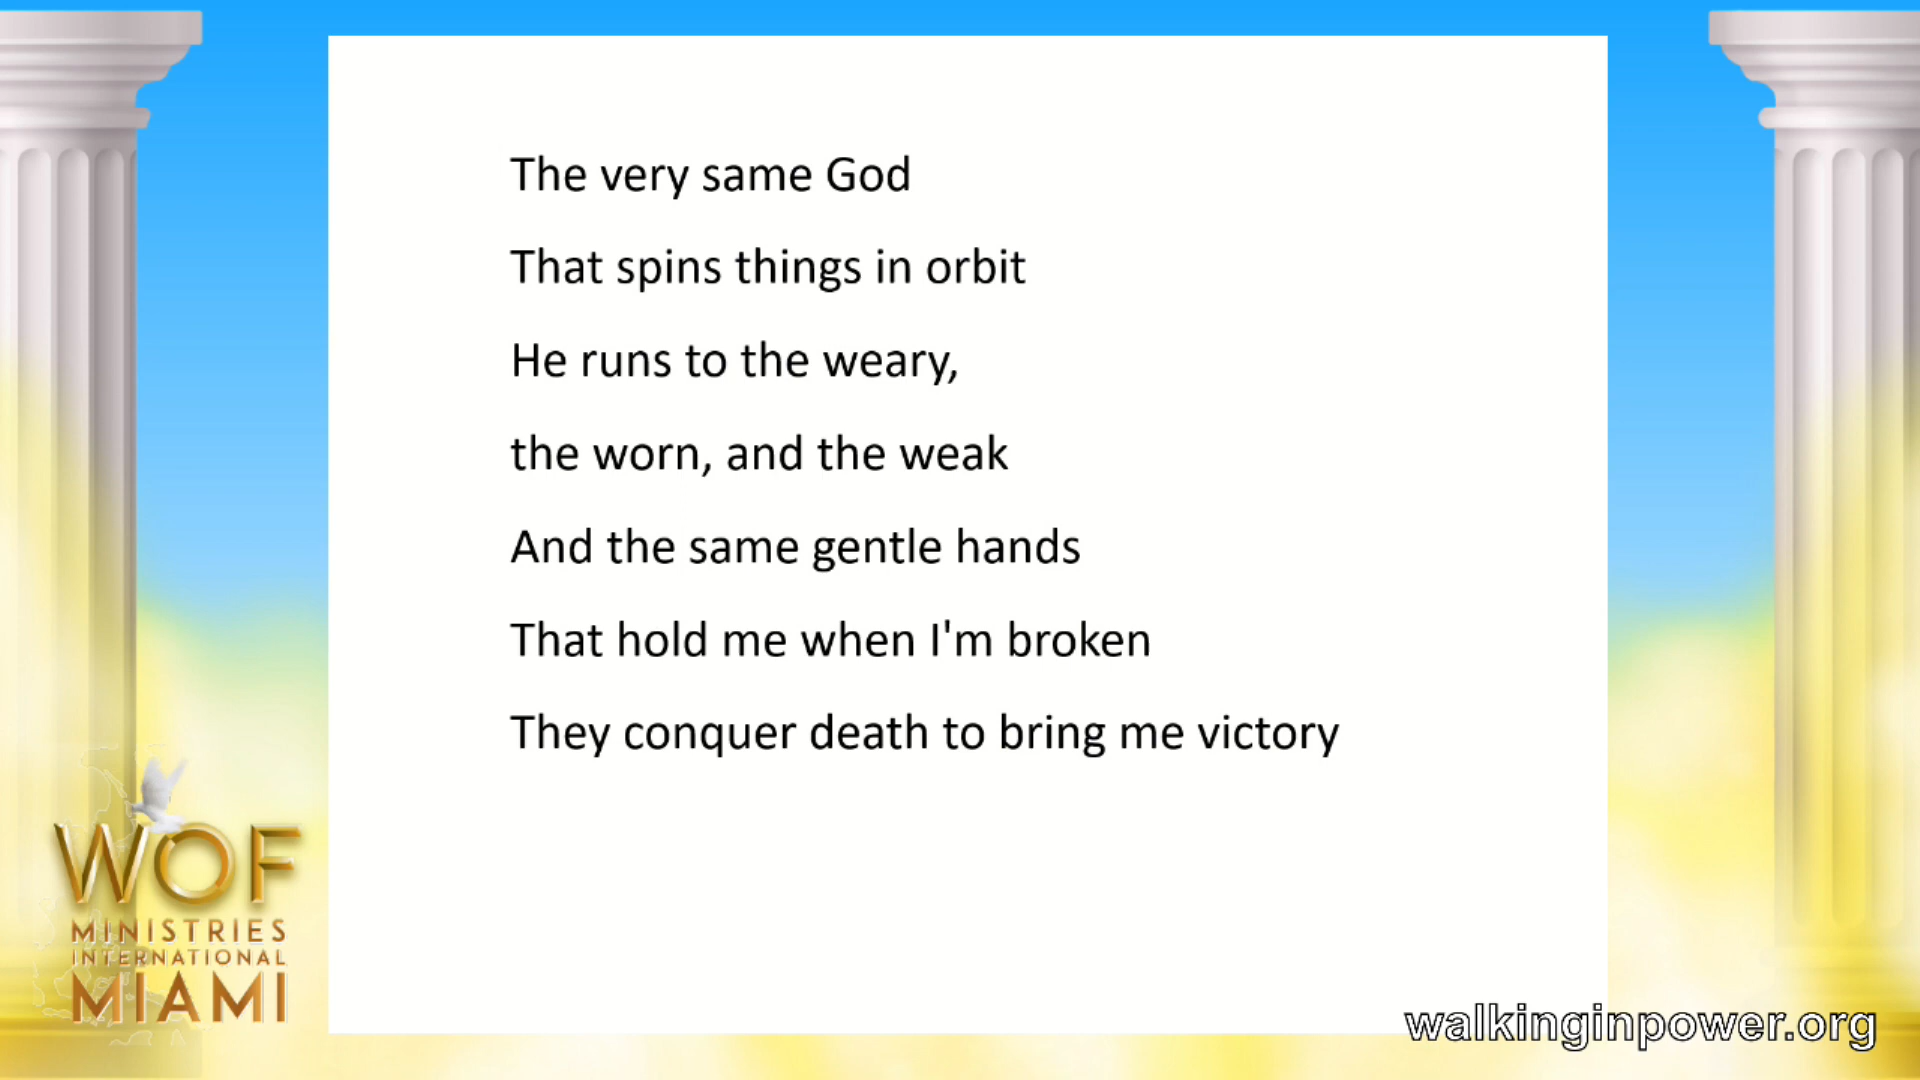 The very same God
That spins things in orbit
He runs to the weary,
the worn, and the weak
And the same gentle hands
That hold me when I'm broken
They conquer death to bring me victory
WOF
MINISTRIES
INTERNATIONAL
MIAMI
walkinginpower.org